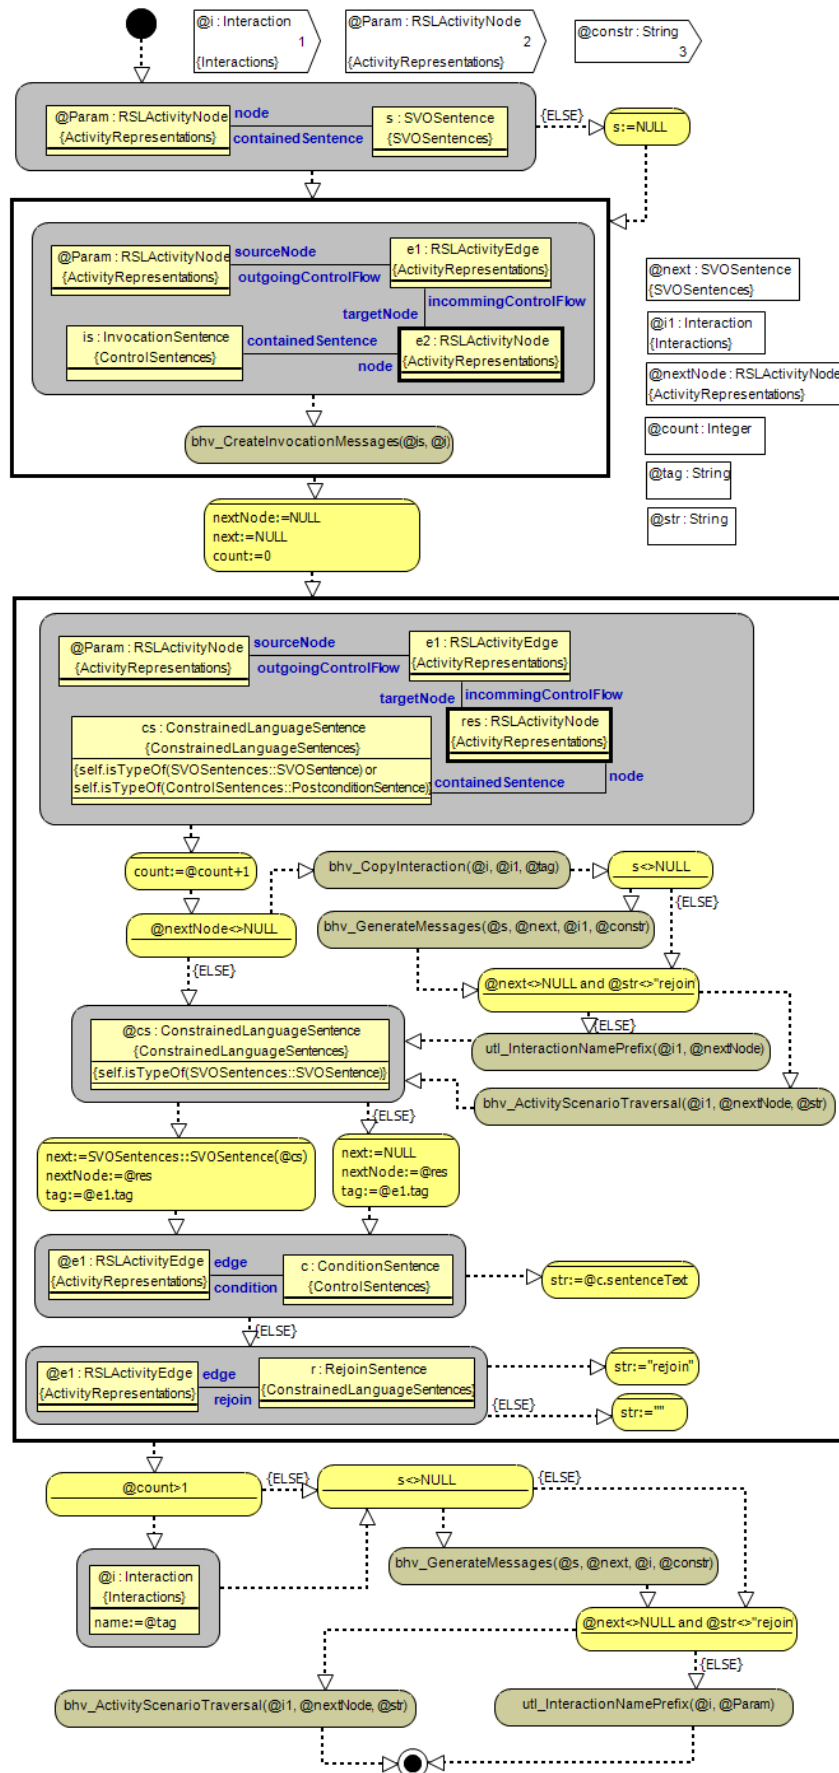 @i : Interaction
1
{Interactions}
@Param : RSLActivityNode
2
{ActivityRepresentations}
@constr : String
3
@Param : RSLActivityNode
{ActivityRepresentations}
node
containedSentence
s : SVOSentence
{SVOSentences}
{ELSE}
s:=NULL
@Param : RSLActivityNode
{ActivityRepresentations}
sourceNode
outgoingControlFlow
e1 : RSLActivityEdge
{ActivityRepresentations}
targetNode
incommingControlFlow
is : InvocationSentence
{ControlSentences}
containedSentence
node
e2 : RSLActivityNode
{ActivityRepresentations}
bhv_CreateInvocationMessages(@is, @i)
@next : SVOSentence
{SVOSentences}
@i1 : Interaction
{Interactions}
@nextNode : RSLActivityNode
{ActivityRepresentations}
@count : Integer
@tag : String
@str : String
nextNode:=NULL
next:=NULL
count:=0
@Param : RSLActivityNode
{ActivityRepresentations}
sourceNode
outgoingControlFlow
e1 : RSLActivityEdge
{ActivityRepresentations}
targetNode
incommingControlFlow
cs : ConstrainedLanguageSentence
{ConstrainedLanguageSentences}
{self.isTypeOf(SVOSentences::SVOSentence) or
self.isTypeOf(ControlSentences::PostconditionSentence)}
res : RSLActivityNode
{ActivityRepresentations}
containedSentence
node
count:=@count+1
bhv_CopyInteraction(@i, @i1, @tag)
s<>NULL
@nextNode<>NULL
{ELSE}
bhv_GenerateMessages(@s, @next, @i1, @constr)
{ELSE}
@next<>NULL and @str<>"rejoin
{ELSE}
@cs : ConstrainedLanguageSentence
{ConstrainedLanguageSentences}
{self.isTypeOf(SVOSentences::SVOSentence)}
utl_InteractionNamePrefix(@i1, @nextNode)
bhv_ActivityScenarioTraversal(@i1, @nextNode, @str)
{ELSE}
next:=SVOSentences::SVOSentence(@cs)
nextNode:=@res
tag:=@e1.tag
next:=NULL
nextNode:=@res
tag:=@e1.tag
@e1 : RSLActivityEdge
{ActivityRepresentations}
edge
condition
c : ConditionSentence
{ControlSentences}
str:=@c.sentenceText
{ELSE}
@e1 : RSLActivityEdge
{ActivityRepresentations}
edge
rejoin
r : RejoinSentence
{ConstrainedLanguageSentences}
str:="rejoin"
{ELSE}
str:=""
@count>1
{ELSE}
s<>NULL
{ELSE}
bhv_GenerateMessages(@s, @next, @i, @constr)
@i : Interaction
{Interactions}
name:=@tag
@next<>NULL and @str<>"rejoin
{ELSE}
bhv_ActivityScenarioTraversal(@i1, @nextNode, @str)
utl_InteractionNamePrefix(@i, @Param)